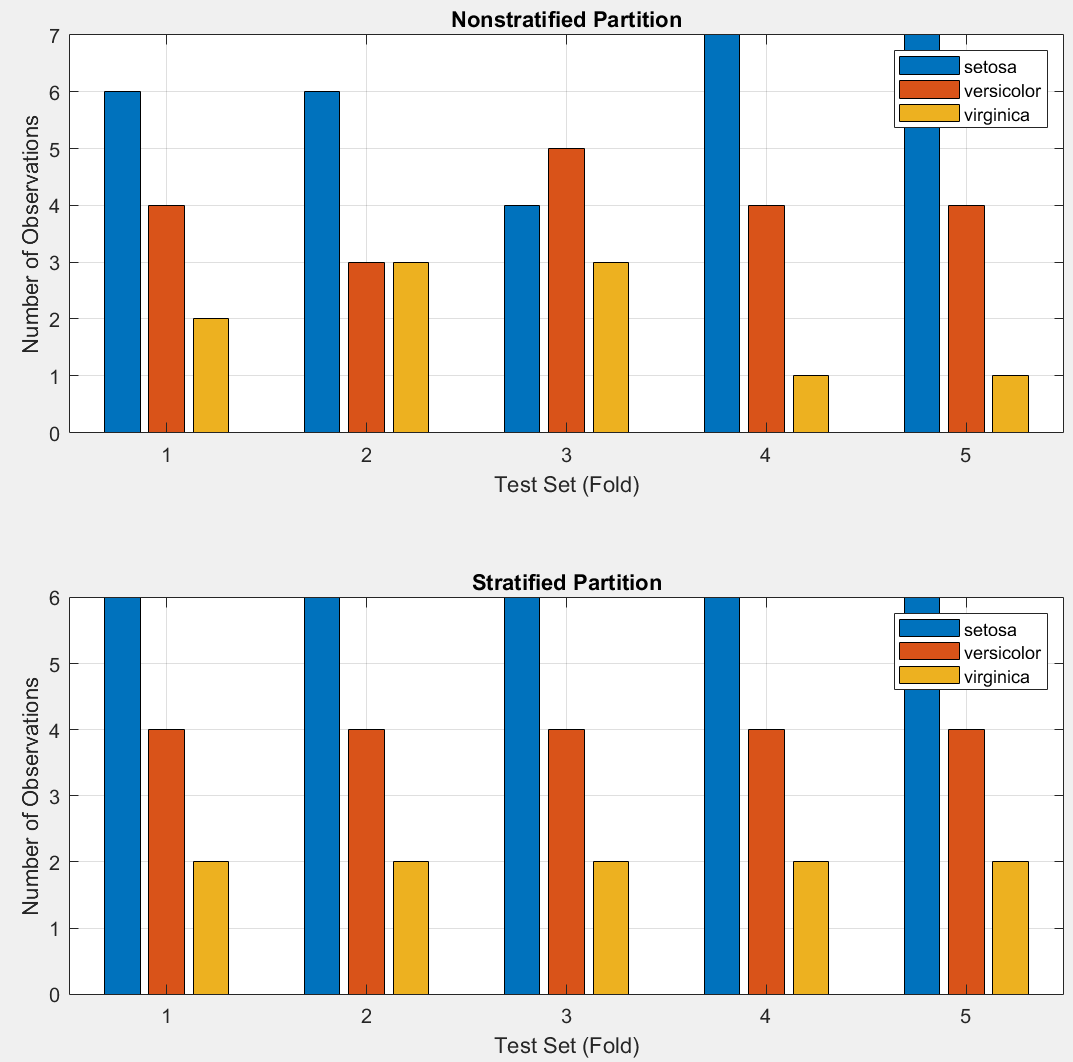 Nonstratified Partition
7
6
5
4
3
2
1
0
Number of Observations
setosa
versicolor
virginica
1 2 3 4 5
Test Set (Fold)
Stratified Partition
6
5
4
3
2
1
0
Number of Observations
setosa
versicolor
virginica
1 2 3 4 5
Test Set (Fold)